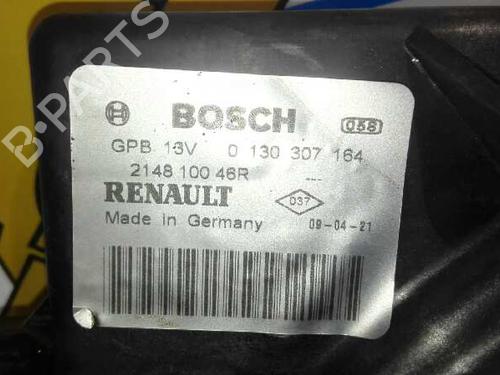 B-PARTS
BOSCH 058
GPB 13V 0 130 307 164
2148 100 46R ---
RENAULT D37
Made in Germany 09-04-21